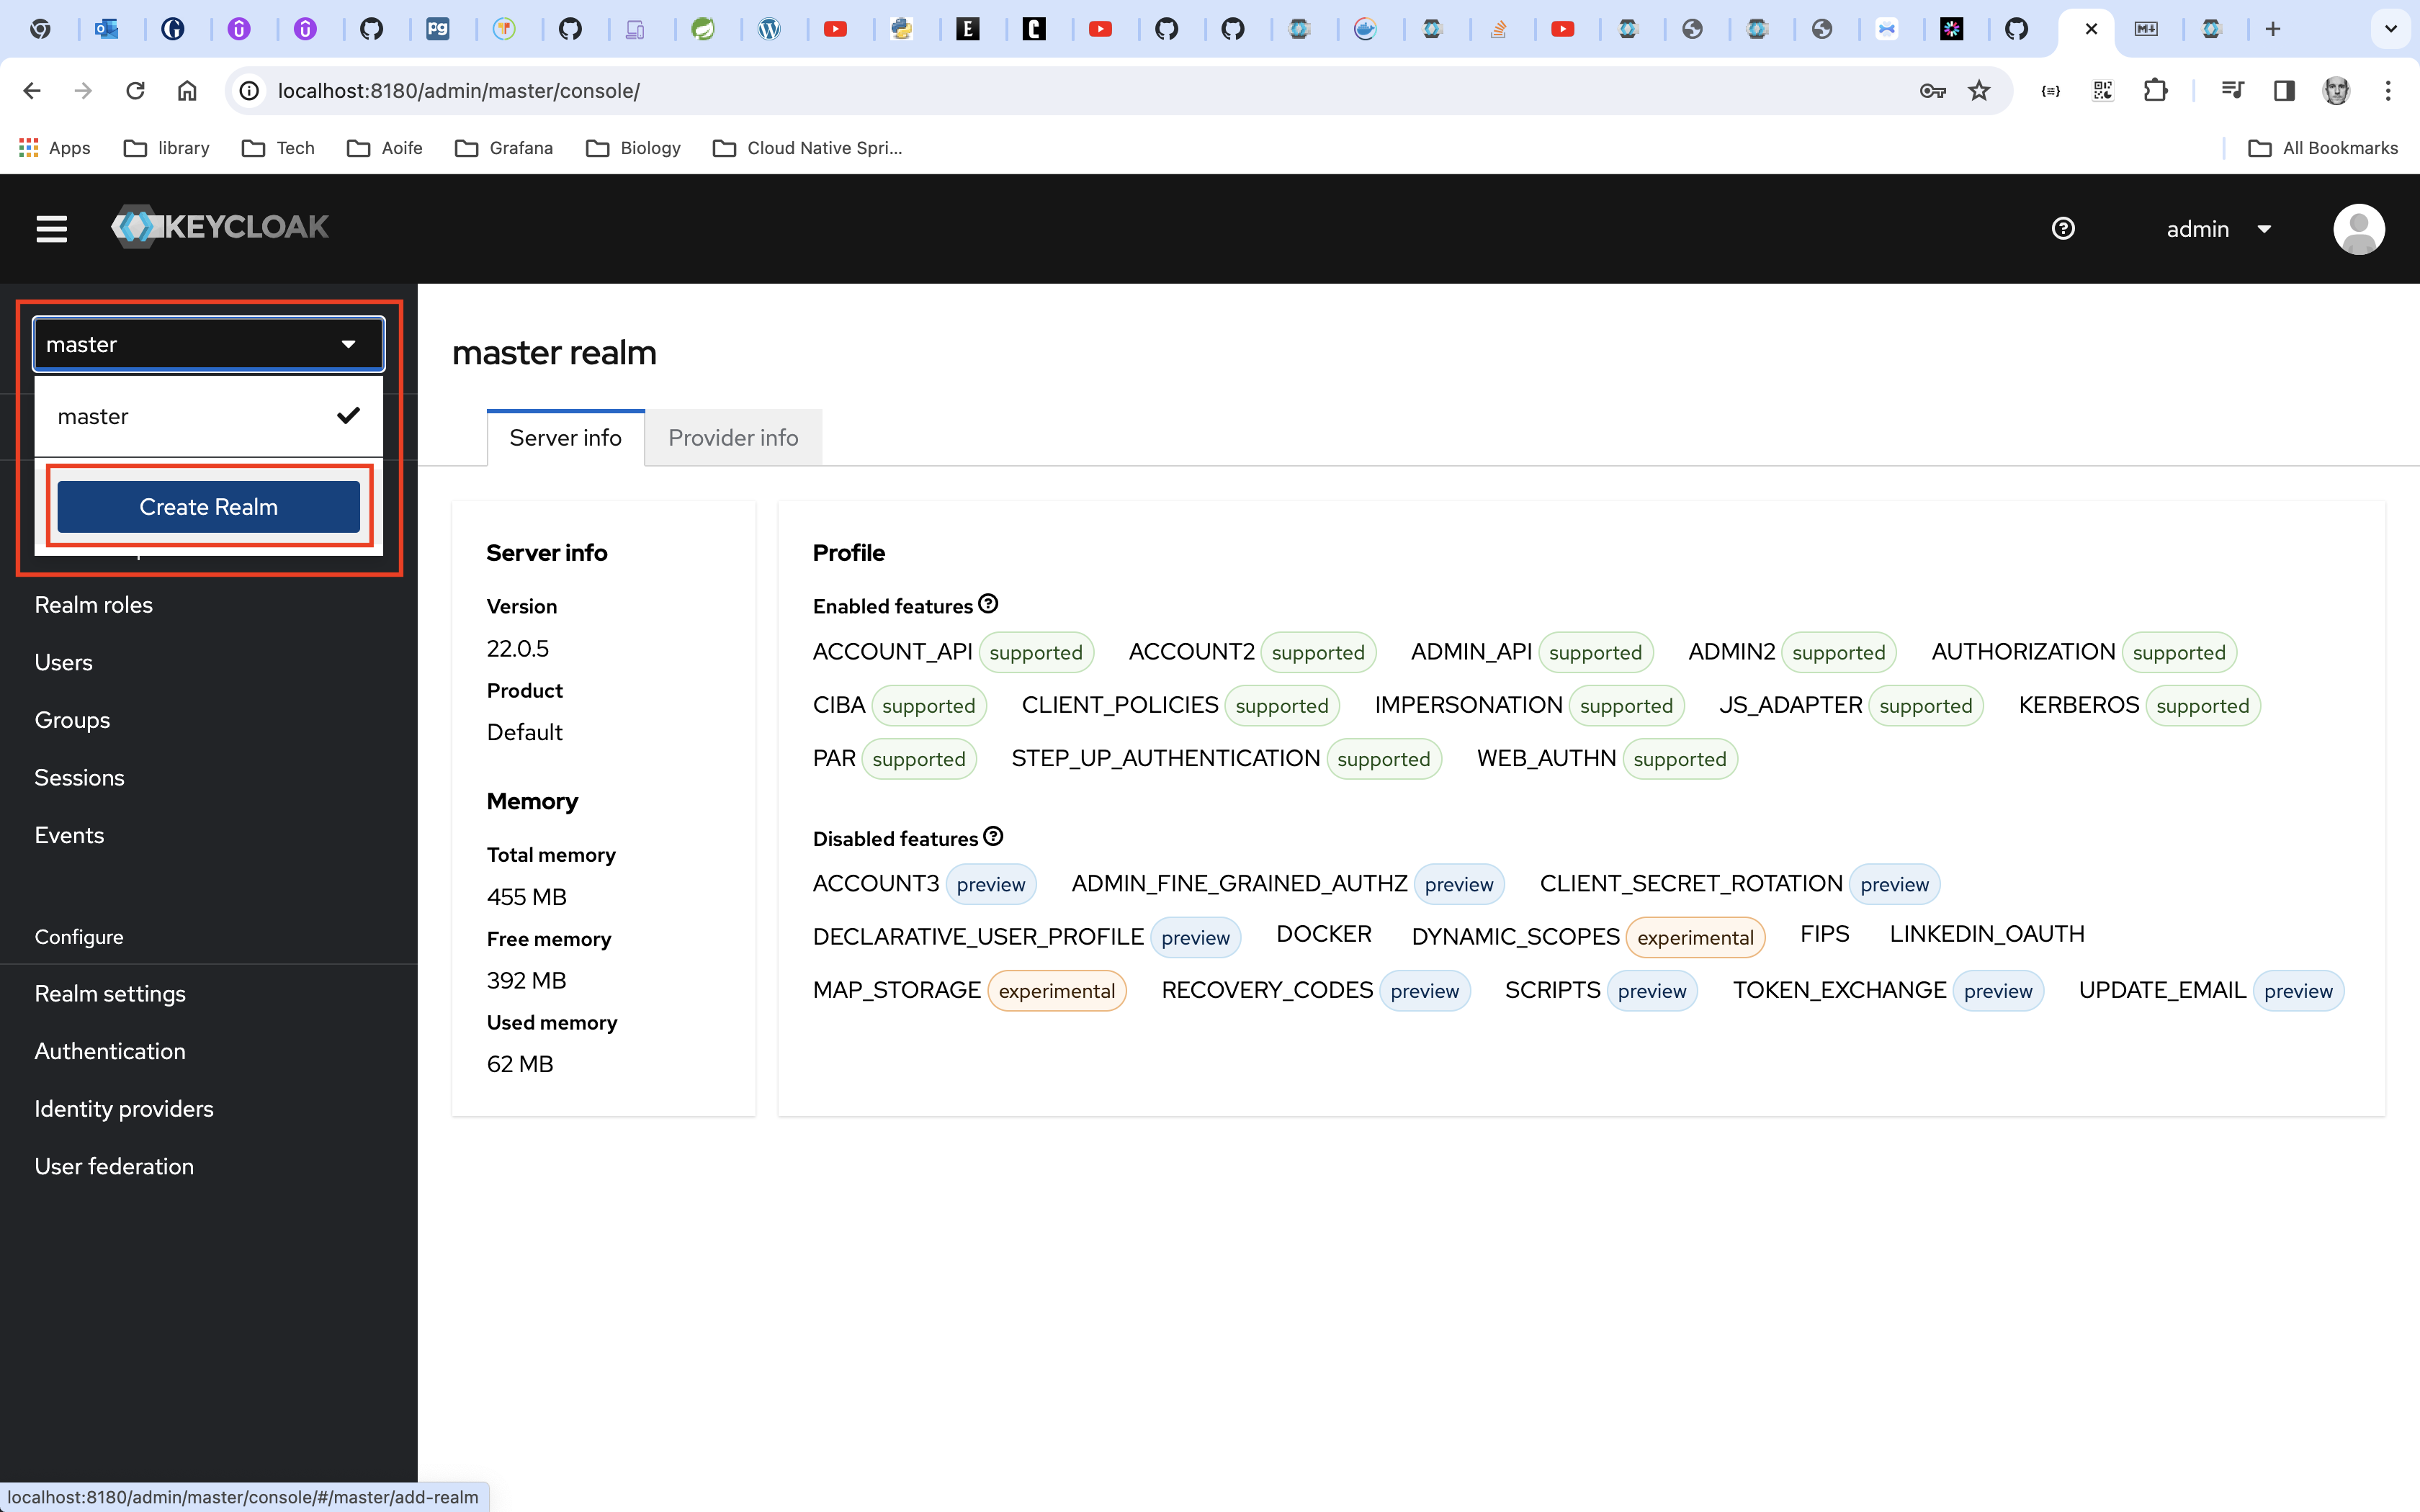 localhost:8180/admin/master/console/
Apps library Tech Aoife Grafana Biology Cloud Native Spri... All Bookmarks
KEYCLOAK admin
master
master
Create Realm
Realm roles
Users
Groups
Sessions
Events
Configure
Realm settings
Authentication
Identity providers
User federation
master realm
Server info Provider info
Server info
Version
22.0.5
Product
Default
Memory
Total memory
455 MB
Free memory
392 MB
Used memory
62 MB
Profile
Enabled features
ACCOUNT_API supported ACCOUNT2 supported ADMIN_API supported ADMIN2 supported AUTHORIZATION supported
CIBA supported CLIENT_POLICIES supported IMPERSONATION supported JS_ADAPTER supported KERBEROS supported
PAR supported STEP_UP_AUTHENTICATION supported WEB_AUTHN supported
Disabled features
ACCOUNT3 preview ADMIN_FINE_GRAINED_AUTHZ preview CLIENT_SECRET_ROTATION preview
DECLARATIVE_USER_PROFILE preview DOCKER DYNAMIC_SCOPES experimental FIPS LINKEDIN_OAUTH
MAP_STORAGE experimental RECOVERY_CODES preview SCRIPTS preview TOKEN_EXCHANGE preview UPDATE_EMAIL preview
localhost:8180/admin/master/console/#/master/add-realm